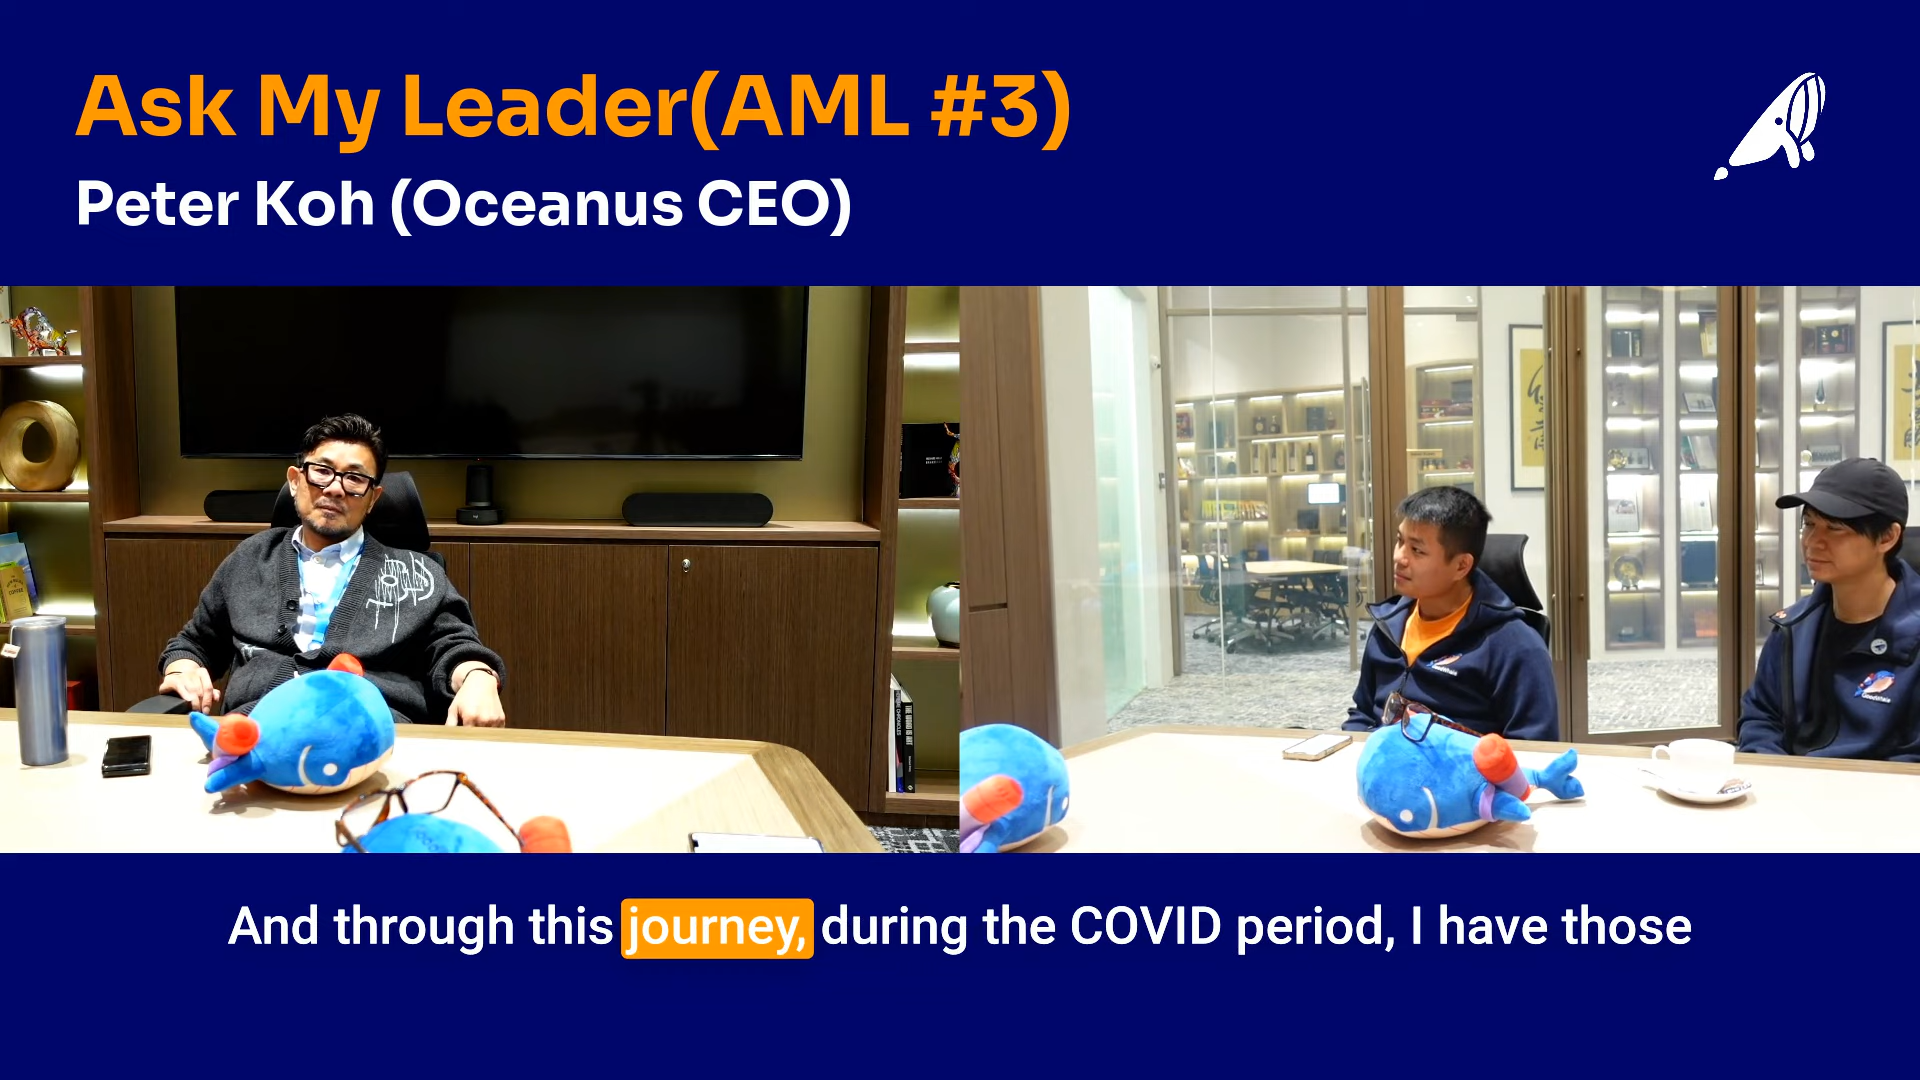 Ask My Leader(AML #3)
Peter Koh (Oceanus CEO)
And through this journey, during the COVID period, I have those